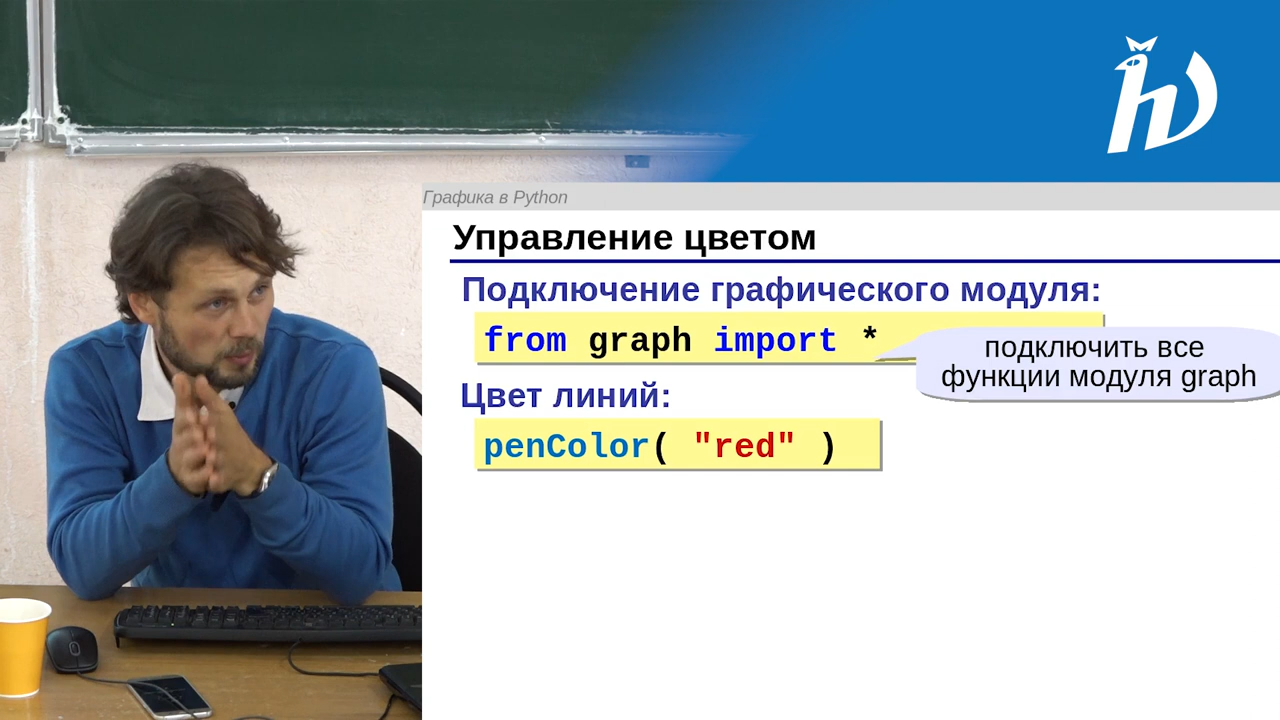 Графика в Python
Управление цветом
Подключение графического модуля:
from graph import *
подключить все
функции модуля graph
Цвет линий:
penColor( "red" )